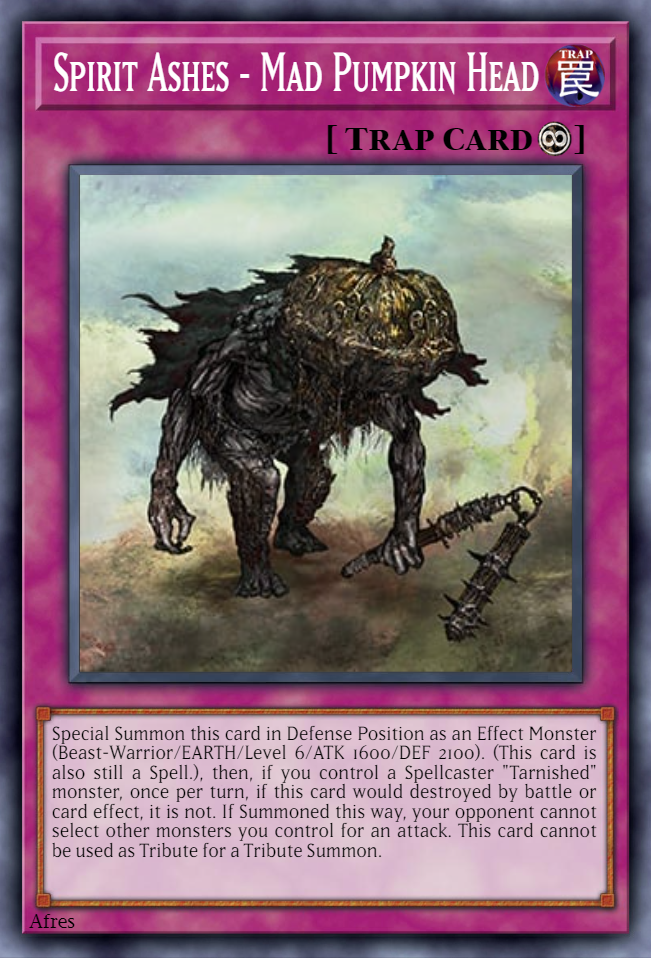 Spirit Ashes - Mad Pumpkin Head
TRAP
罠
[ Trap Card ]
Special Summon this card in Defense Position as an Effect Monster
(Beast-Warrior/EARTH/Level 6/ATK 1600/DEF 2100). (This card is
also still a Spell.), then, if you control a Spellcaster "Tarnished"
monster, once per turn, if this card would destroyed by battle or
card effect, it is not. If Summoned this way, your opponent cannot
select other monsters you control for an attack. This card cannot
be used as Tribute for a Tribute Summon.
Afres